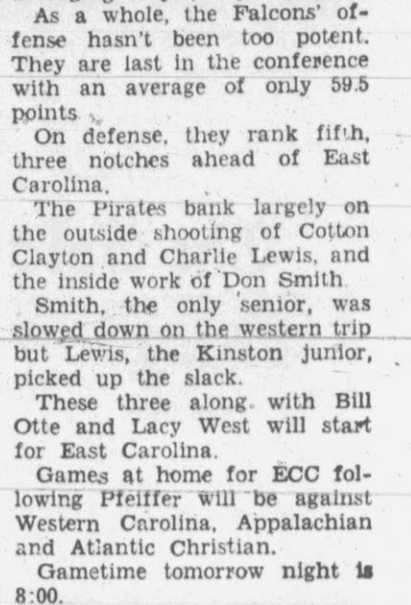 As a whole, the Falcons' of-
fense hasn't been too potent.
They are last in the conference
with an average of only 59.5
points.
On defense, they rank fifth,
three notches ahead of East
Carolina.
The Pirates bank largely on
the outside shooting of Cotton
Clayton and Charlie Lewis, and
the inside work of Don Smith.
Smith, the only senior, was
slowed down on the western trip
but Lewis, the Kinston junior,
picked up the slack.
These three along with Bill
Otte and Lacy West will start
for East Carolina.
Games at home for ECC fol-
lowing Pfeiffer will be against
Western Carolina, Appalachian
and Atlantic Christian.
Gametime tomorrow night is
8:00.